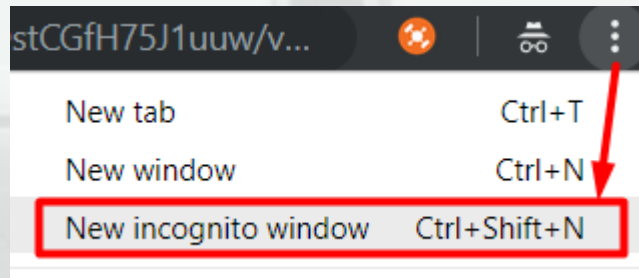 stCGfH75J1uuw/v...
New tab Ctrl+T
New window Ctrl+N
New incognito window Ctrl+Shift+N